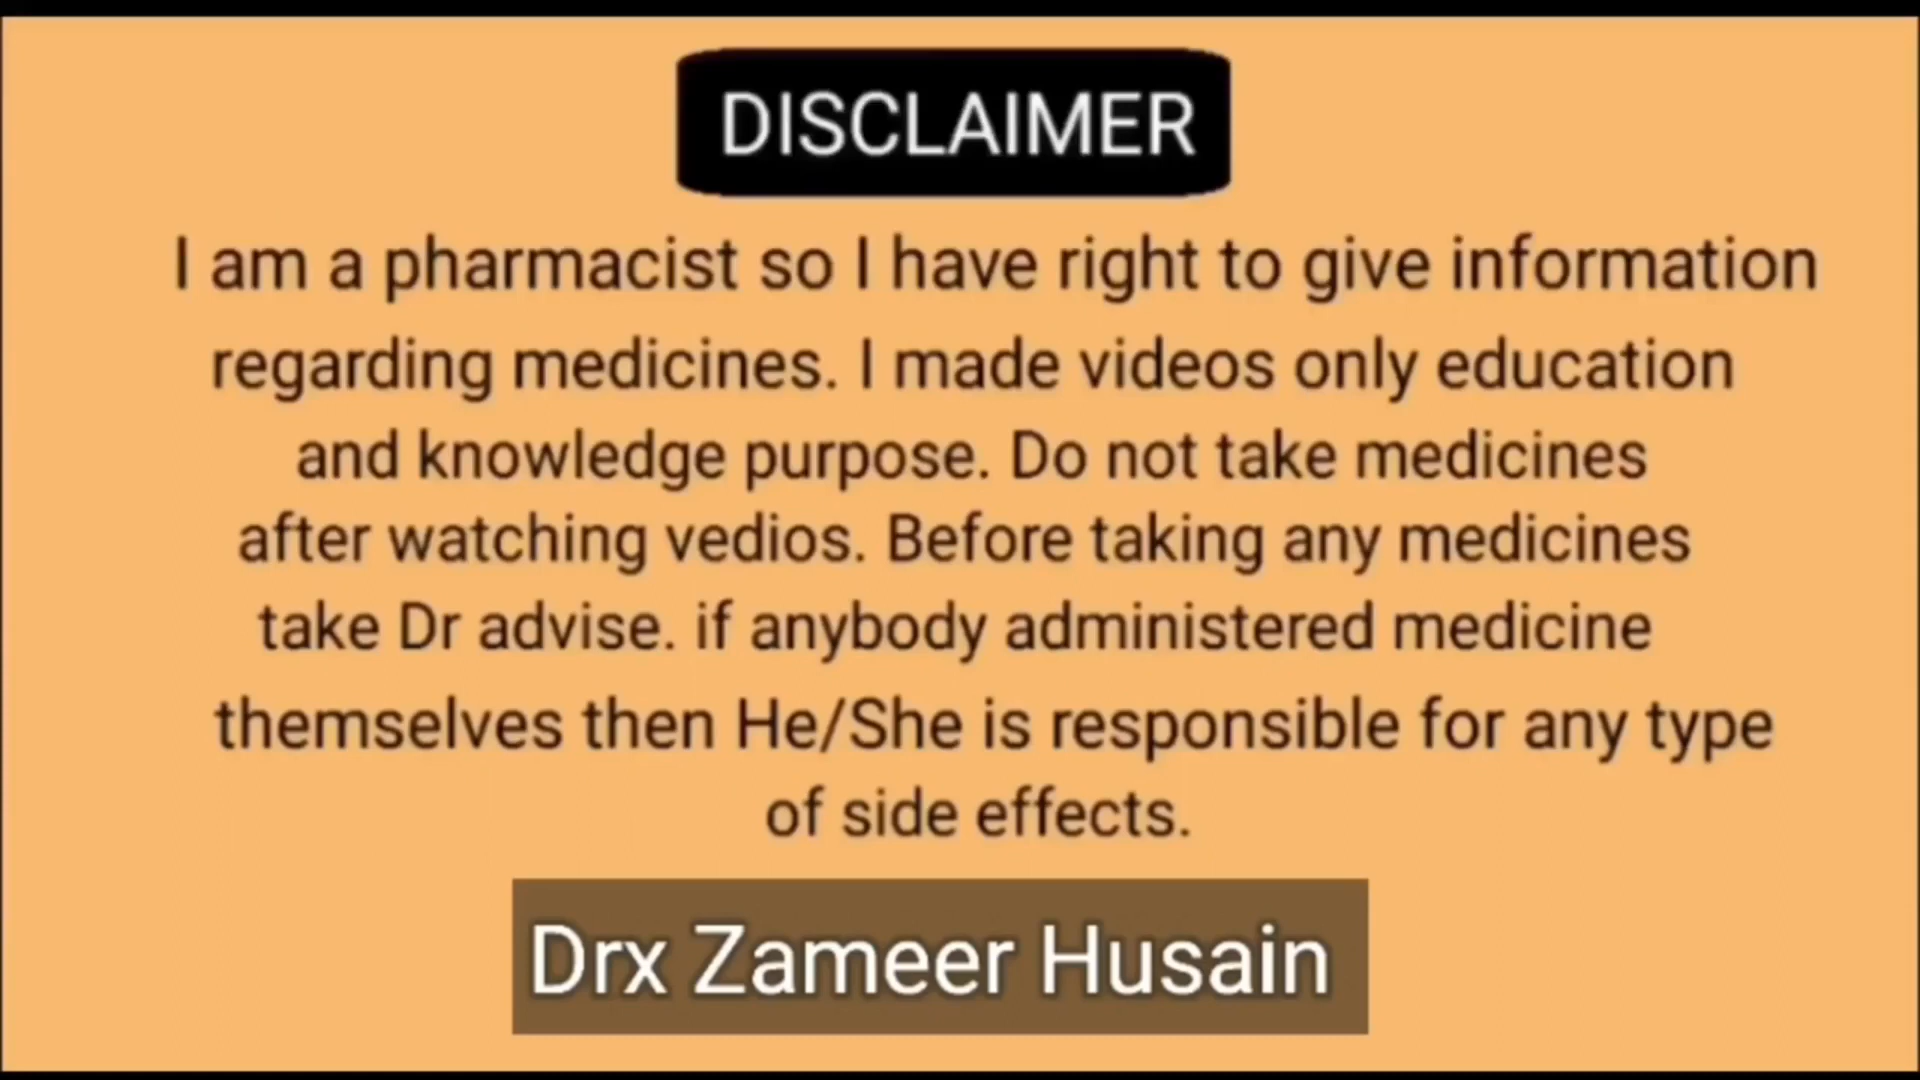 DISCLAIMER
I am a pharmacist so I have right to give information
regarding medicines. I made videos only education
and knowledge purpose. Do not take medicines
after watching vedios. Before taking any medicines
take Dr advise. if anybody administered medicine
themselves then He/She is responsible for any type
of side effects.
Drx Zameer Husain